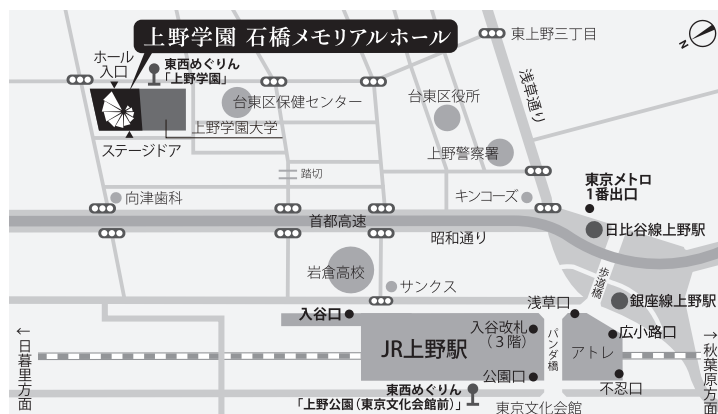 上野学園 石橋メモリアルホール
東上野三丁目
N
ホール
入口
東西めぐりん
「上野学園」
浅草通り
台東区保健センター
台東区役所
上野学園大学
ステージドア
上野警察署
踏切
東京メトロ
1番出口
向津歯科
キンコーズ
首都高速
日比谷線上野駅
昭和通り
岩倉高校
サンクス
歩道橋
銀座線上野駅
入谷口
浅草口
←日暮里方面
JR上野駅
入谷改札
（3階）
パンダ橋
広小路口
アトレ
→秋葉原方面
公園口
不忍口
東西めぐりん
「上野公園（東京文化会館前）」
東京文化会館